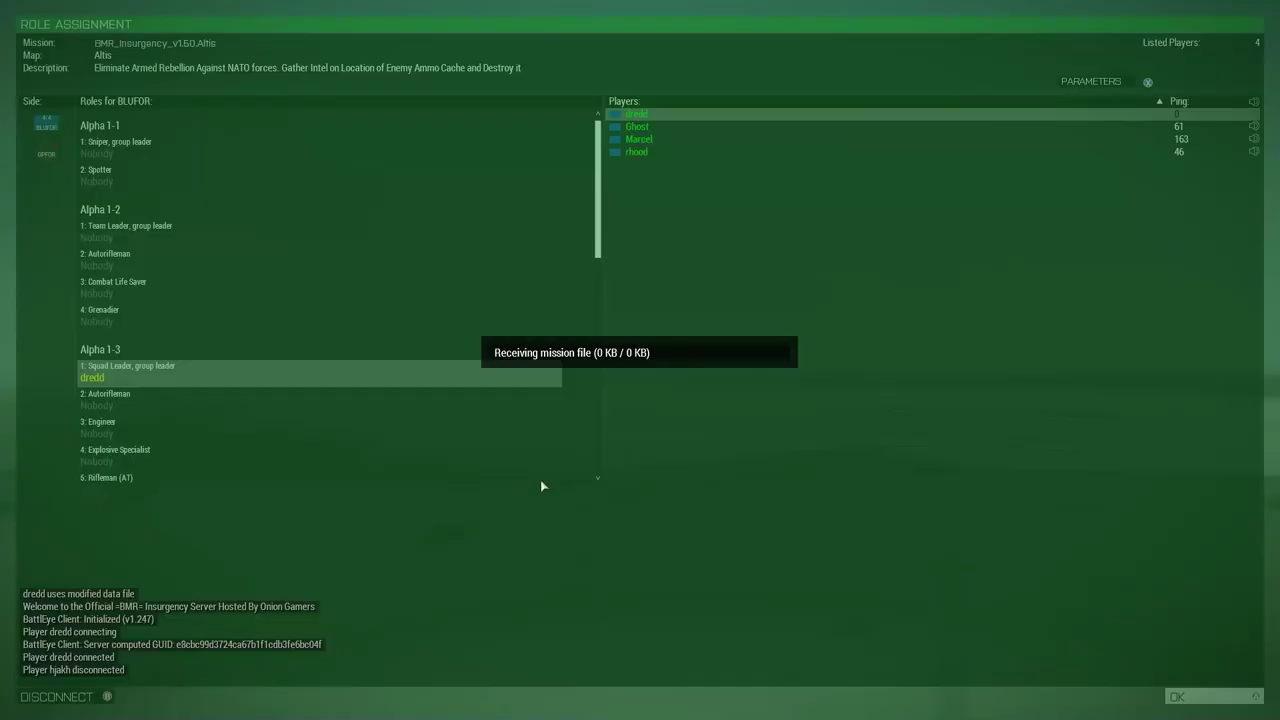 ROLE ASSIGNMENT
Mission: BMR_Insurgency_v1.50.Altis
Listed Players: 4
Map: Altis
Description: Eliminate Armed Rebellion Against NATO forces. Gather Intel on Location of Enemy Ammo Cache and Destroy it
PARAMETERS X
Side: Roles for BLUFOR:
Players: Ping:
BLUFOR
OPFOR
Alpha 1-1
1: Sniper, group leader
Nobody
2: Spotter
Nobody
Alpha 1-2
1: Team Leader, group leader
Nobody
2: Autorifleman
Nobody
3: Combat Life Saver
Nobody
4: Grenadier
Nobody
Alpha 1-3
1: Squad Leader, group leader
dredd
2: Autorifleman
Nobody
3: Engineer
Nobody
4: Explosive Specialist
Nobody
5: Rifleman (AT)
dredd 0
Ghost 61
Marcel 163
rhood 46
Receiving mission file (0 KB / 0 KB)
dredd uses modified data file
Welcome to the Official =BMR= Insurgency Server Hosted By Onion Gamers
BattlEye Client: Initialized (v1.247)
Player dredd connecting
BattlEye Client: Server computed GUID: e8cbc99d3724ca67b1f1cdb3fe6bc04f
Player dredd connected
Player hjakh disconnected
DISCONNECT B
OK A